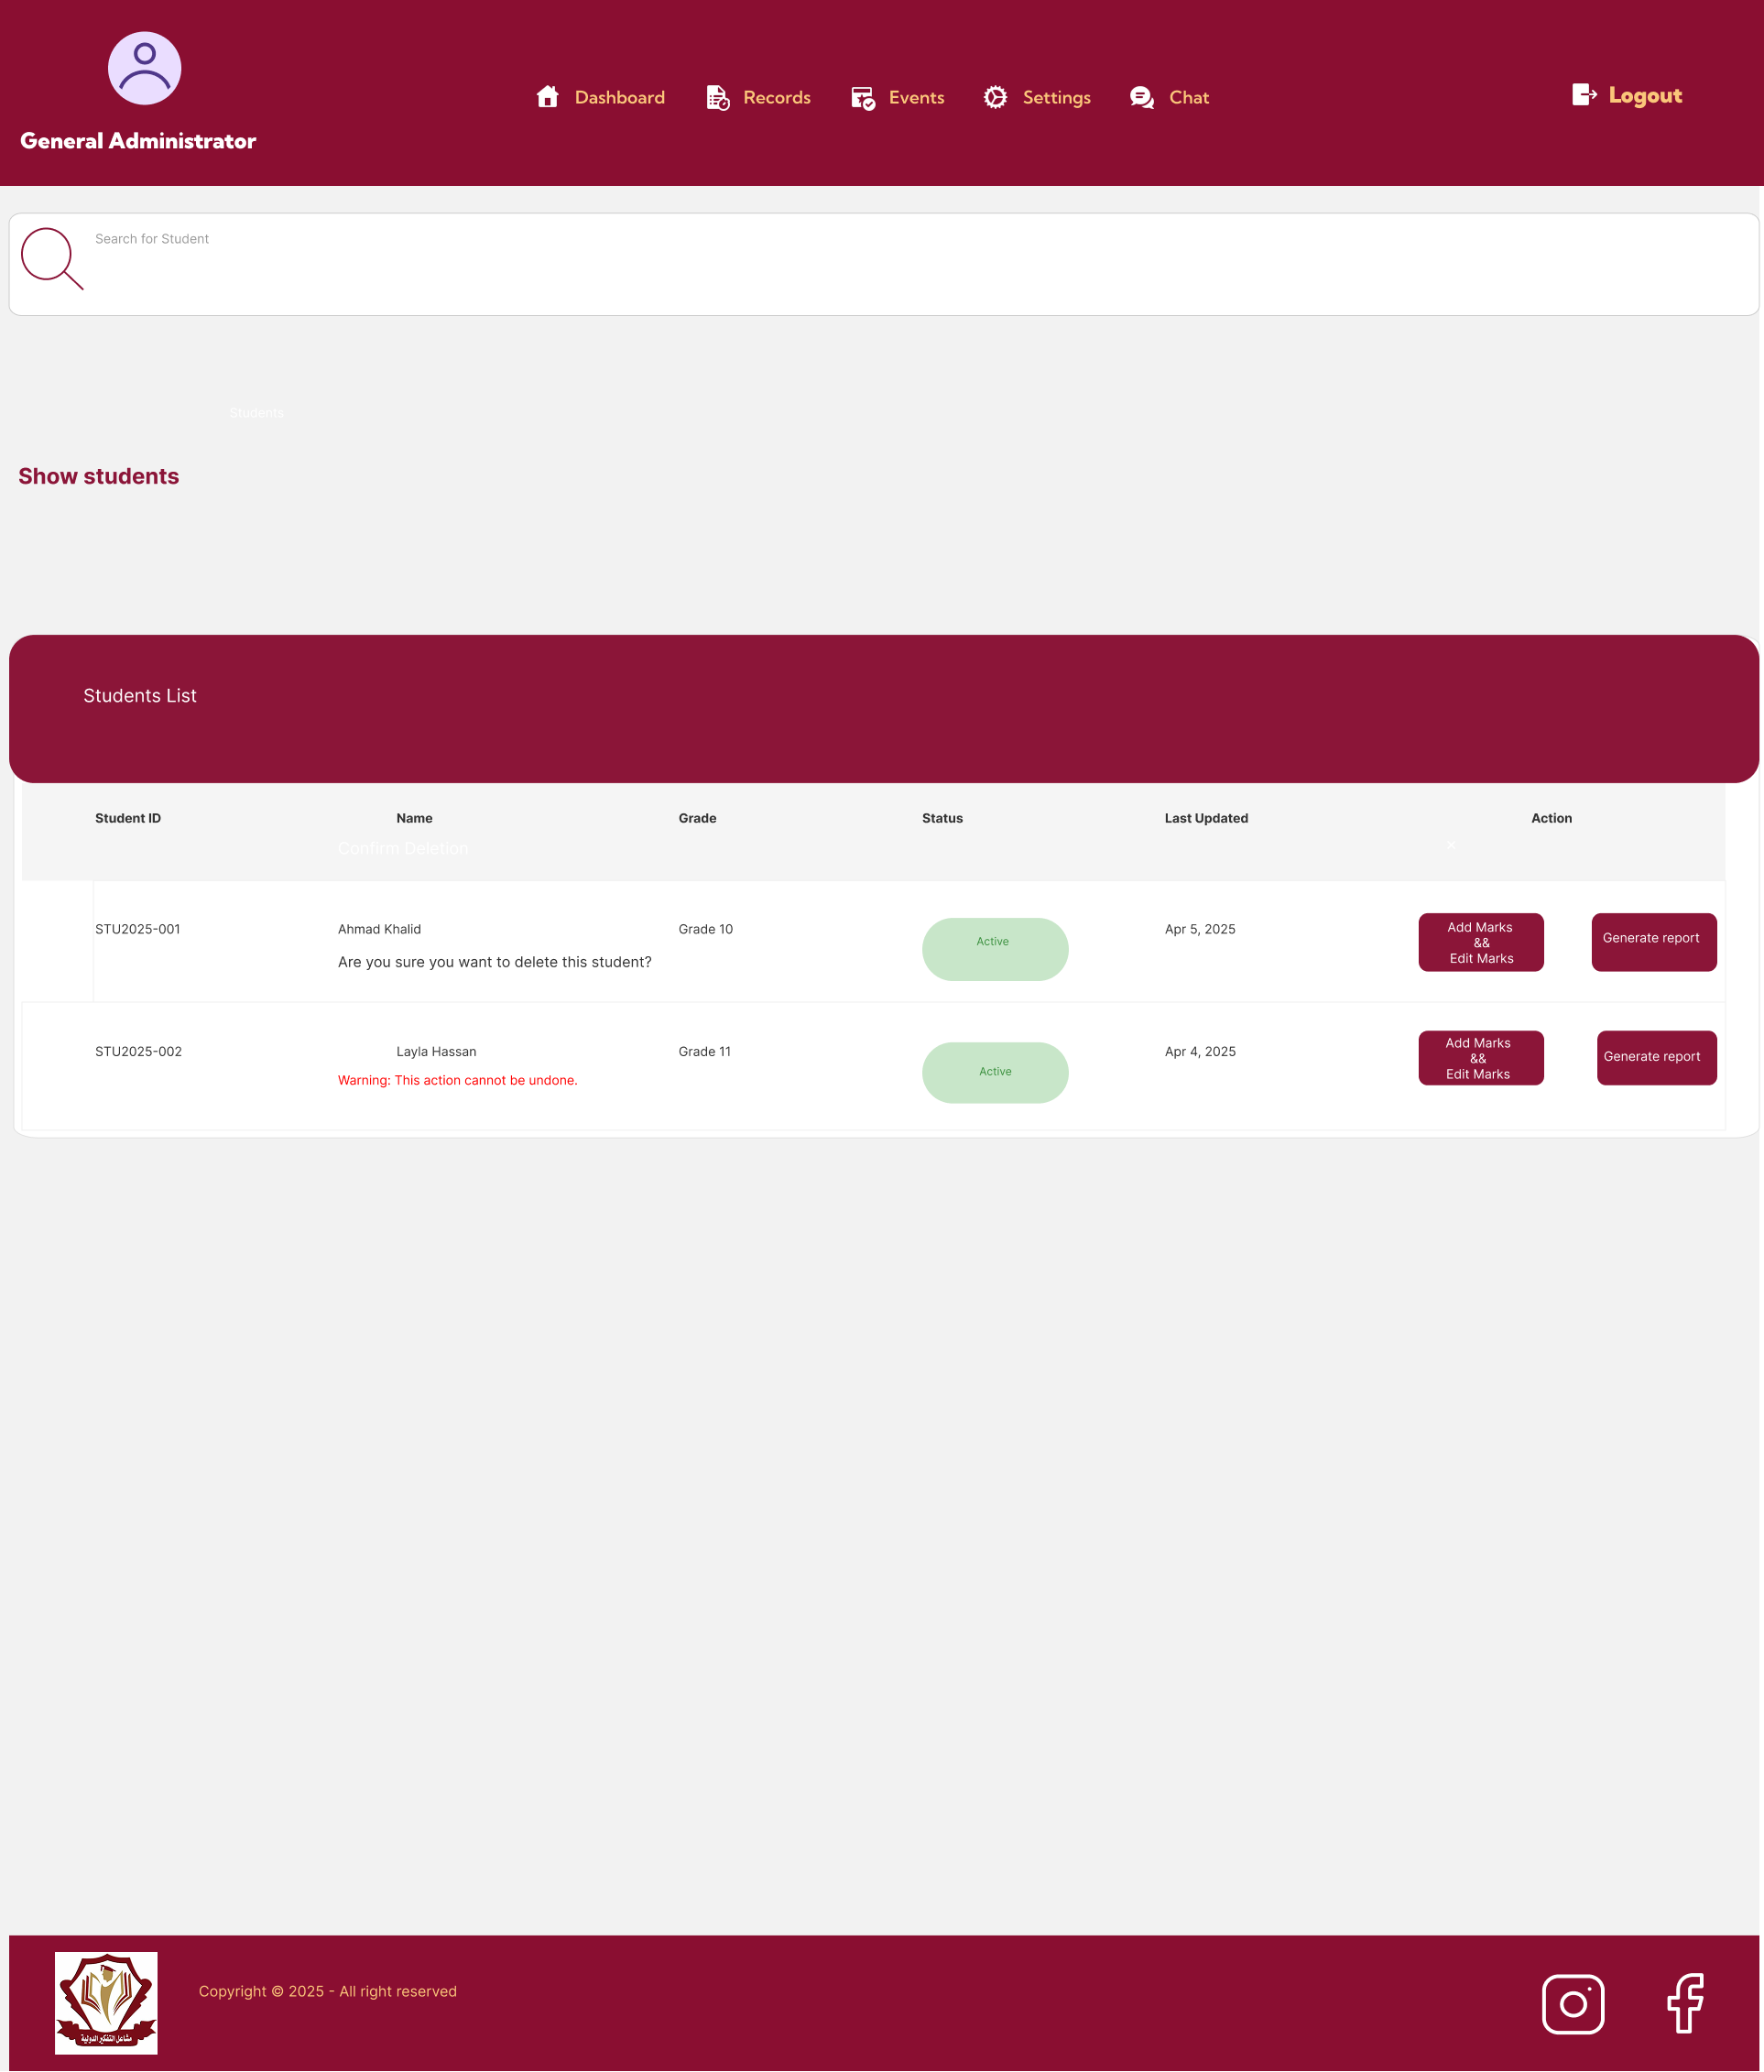 General Administrator
Dashboard
Records
Events
Settings
Chat
Logout
Search for Student
Students
Show students
Students List
Student ID
Name
Grade
Status
Last Updated
Action
Confirm Deletion
×
STU2025-001
Ahmad Khalid
Grade 10
Active
Apr 5, 2025
Add Marks
&&
Edit Marks
Generate report
Are you sure you want to delete this student?
STU2025-002
Layla Hassan
Grade 11
Active
Apr 4, 2025
Add Marks
&&
Edit Marks
Generate report
Warning: This action cannot be undone.
مشاعل التفكير الدولية
Copyright © 2025 - All right reserved